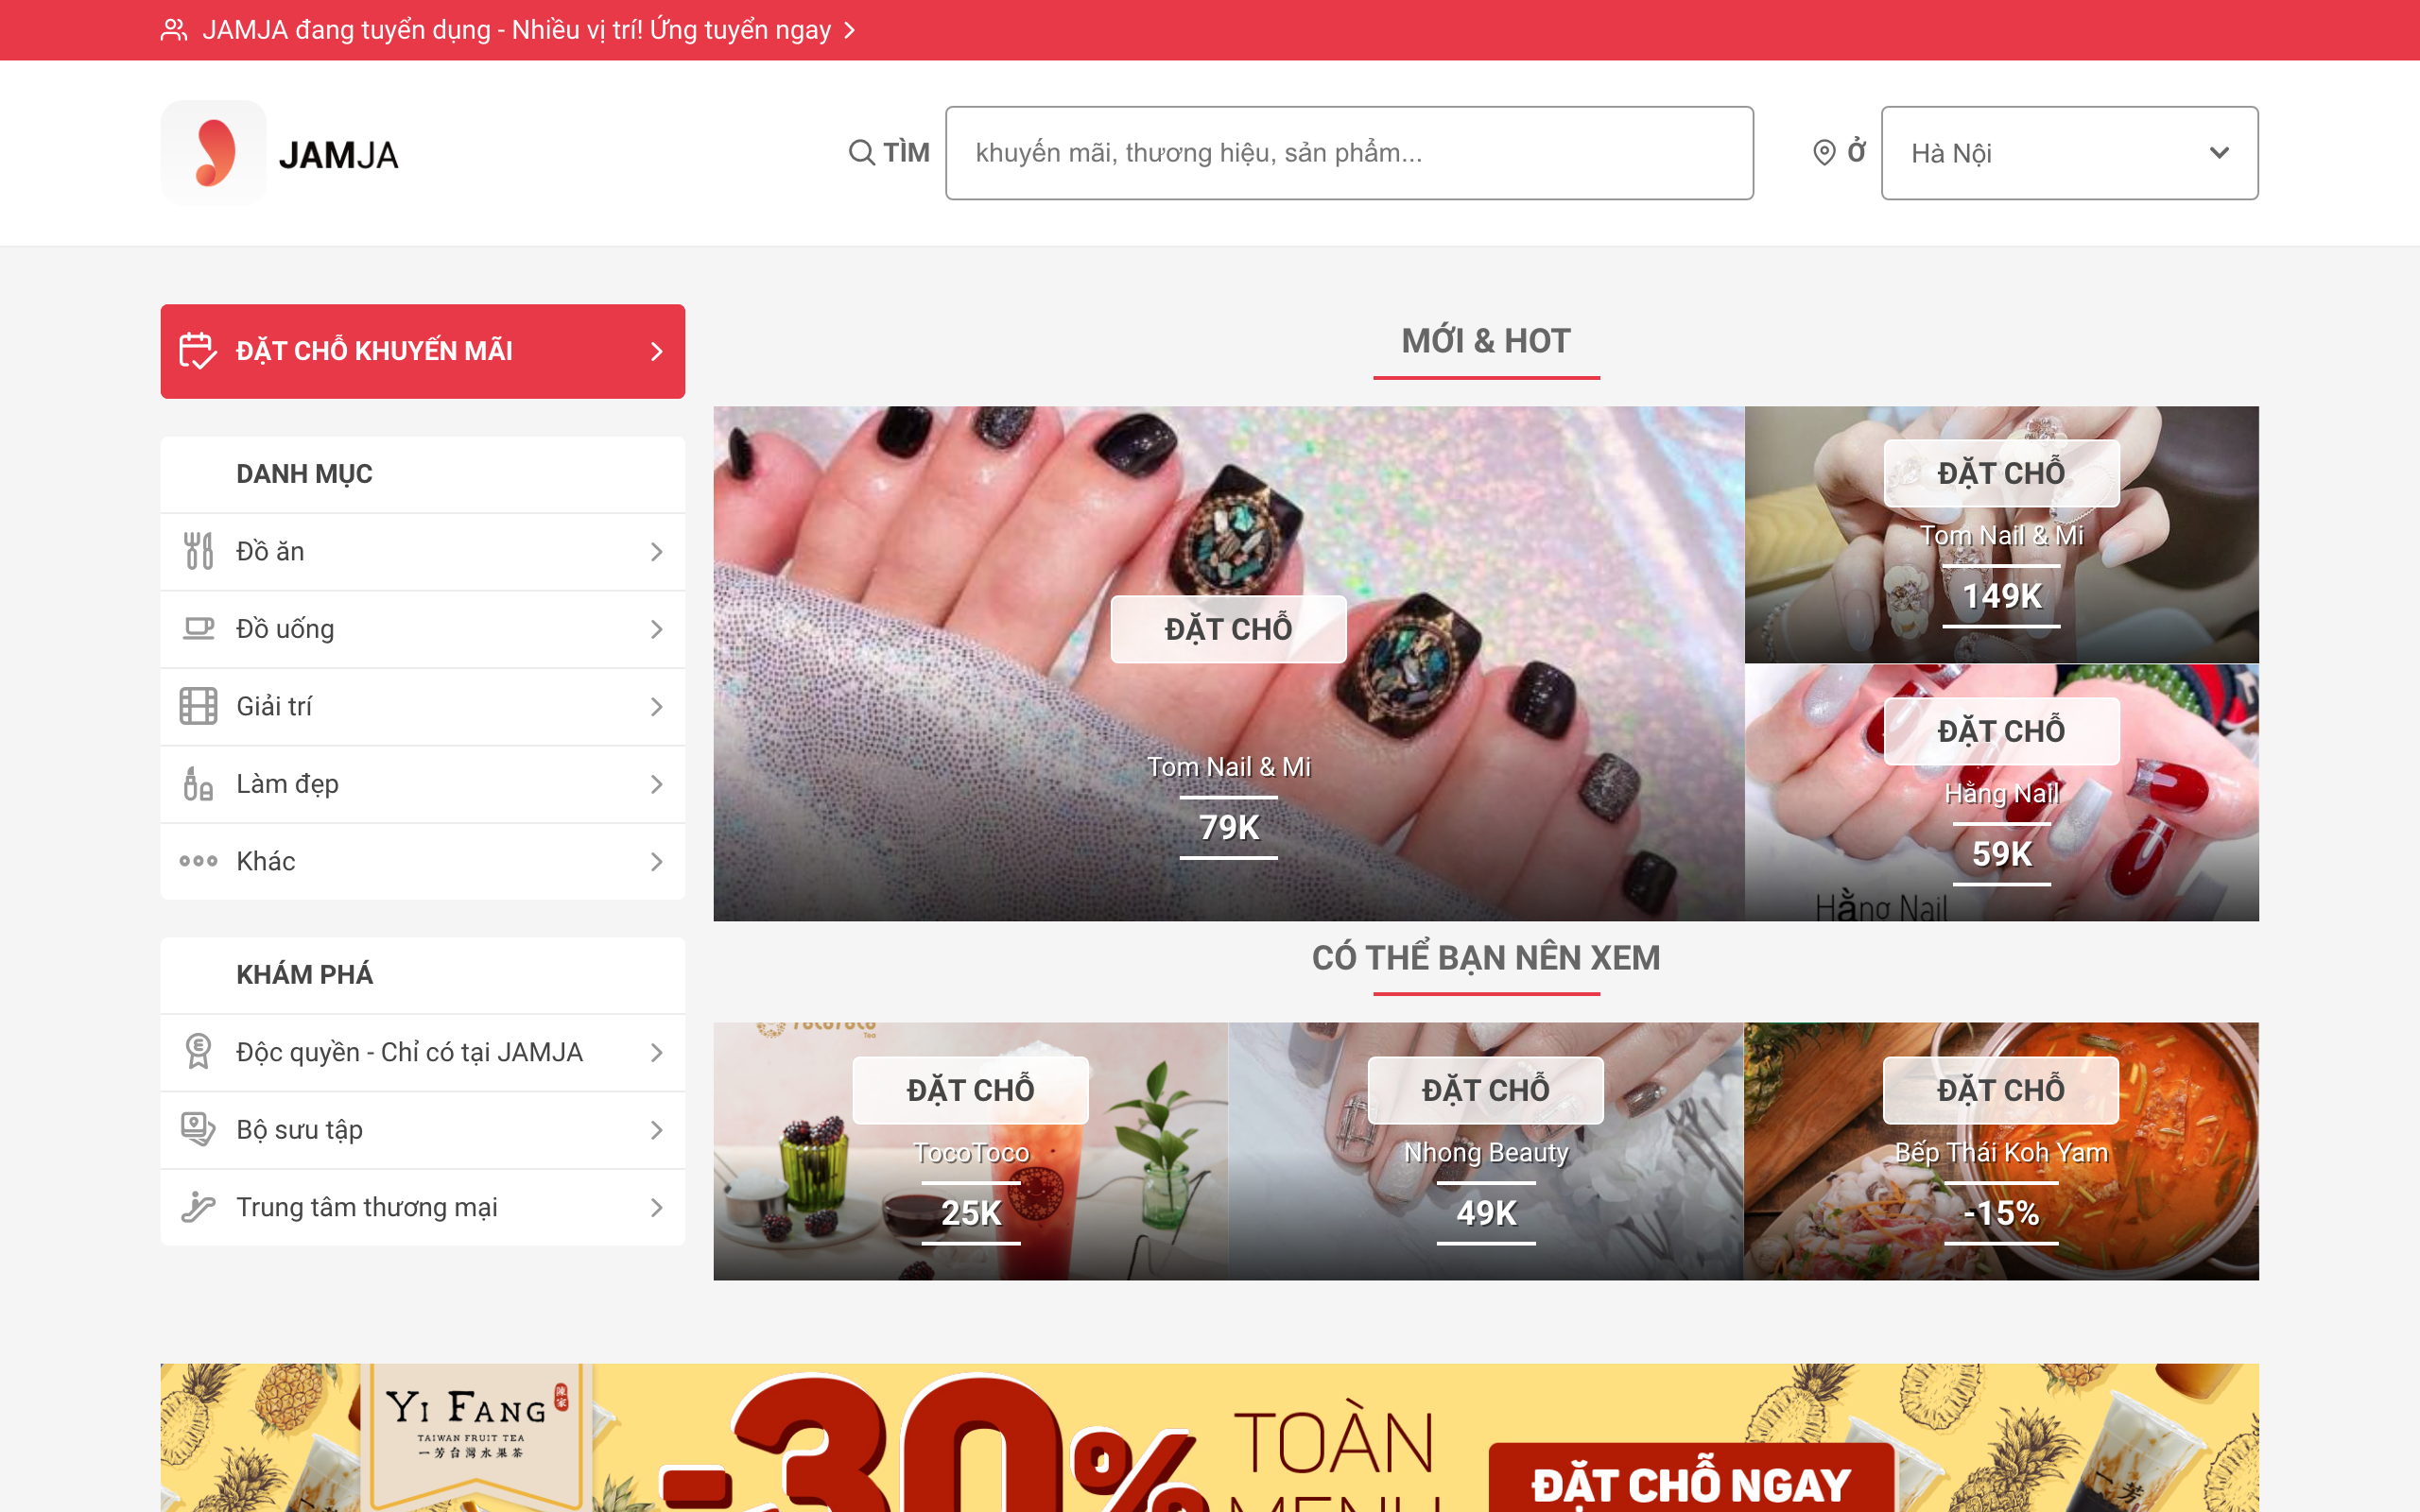 JAMJA đang tuyển dụng - Nhiều vị trí! Ứng tuyển ngay
JAMJA
TÌM
khuyến mãi, thương hiệu, sản phẩm...
Ở
Hà Nội
ĐẶT CHỖ KHUYẾN MÃI
DANH MỤC
Đồ ăn
Đồ uống
Giải trí
Làm đẹp
Khác
KHÁM PHÁ
Độc quyền - Chỉ có tại JAMJA
Bộ sưu tập
Trung tâm thương mại
MỚI & HOT
ĐẶT CHỖ
Tom Nail & Mi
79K
ĐẶT CHỖ
Tom Nail & Mi
149K
ĐẶT CHỖ
Hằng Nail
59K
Hằng Nail
CÓ THỂ BẠN NÊN XEM
ĐẶT CHỖ
TocoToco
25K
ĐẶT CHỖ
Nhong Beauty
49K
ĐẶT CHỖ
Bếp Thái Koh Yam
-15%
YI FANG
TAIWAN FRUIT TEA
一芳台灣水果茶
-30%
TOÀN
MENU
ĐẶT CHỖ NGAY